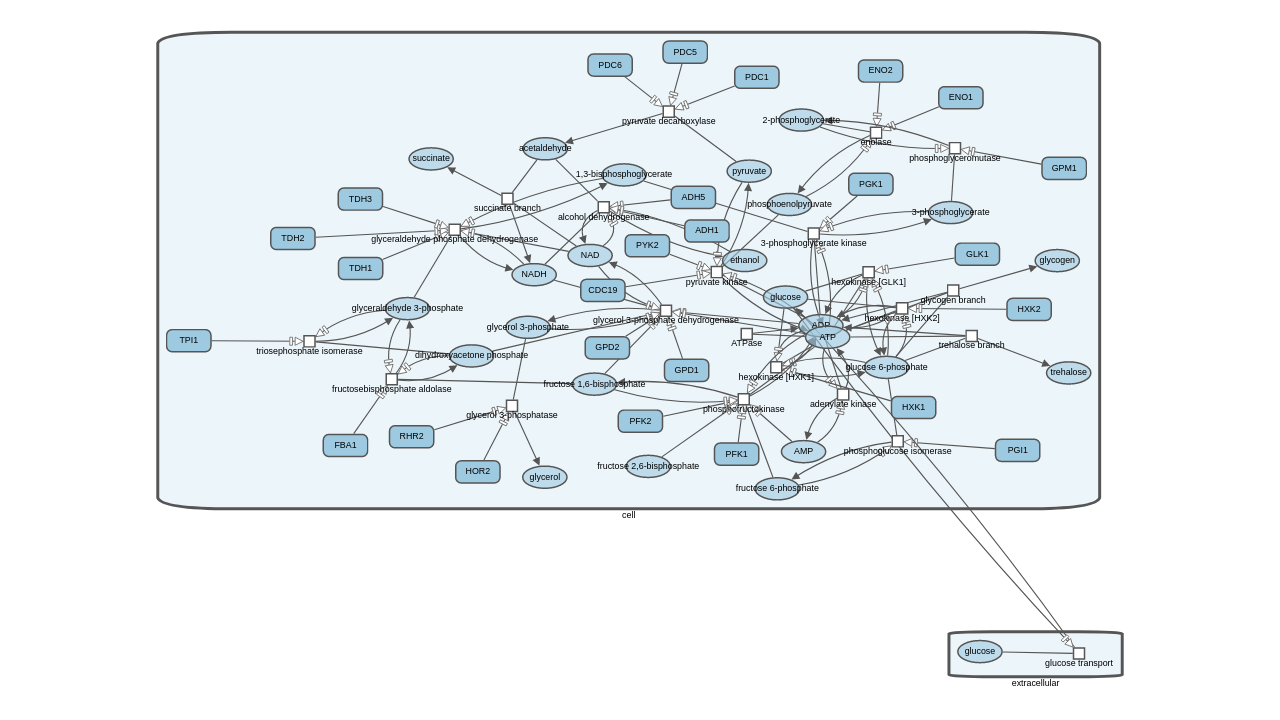 PDC5
PDC6
PDC1
ENO2
ENO1
pyruvate decarboxylase
2-phosphoglycerate
enolase
acetaldehyde
succinate
phosphoglyceromutase
GPM1
1,3-bisphosphoglycerate
pyruvate
PGK1
TDH3
ADH5
succinate branch
phosphoenolpyruvate
3-phosphoglycerate
alcohol dehydrogenase
TDH2
glyceraldehyde phosphate dehydrogenase
ADH1
PYK2
3-phosphoglycerate kinase
TDH1
NAD
ethanol
GLK1
glycogen
NADH
pyruvate kinase
hexokinase [GLK1]
CDC19
glucose
glycogen branch
glyceraldehyde 3-phosphate
HXK2
glycerol 3-phosphate
glycerol 3-phosphate dehydrogenase
ADP
hexokinase [HXK2]
TPI1
triosephosphate isomerase
ATPase
ATP
trehalose branch
GPD2
dihydroxyacetone phosphate
GPD1
glucose 6-phosphate
trehalose
fructosebisphosphate aldolase
fructose 1,6-bisphosphate
hexokinase [HXK1]
phosphofructokinase
adenylate kinase
HXK1
glycerol 3-phosphatase
PFK2
FBA1
RHR2
PFK1
AMP
phosphoglucose isomerase
PGI1
HOR2
glycerol
fructose 2,6-bisphosphate
fructose 6-phosphate
cell
glucose
glucose transport
extracellular